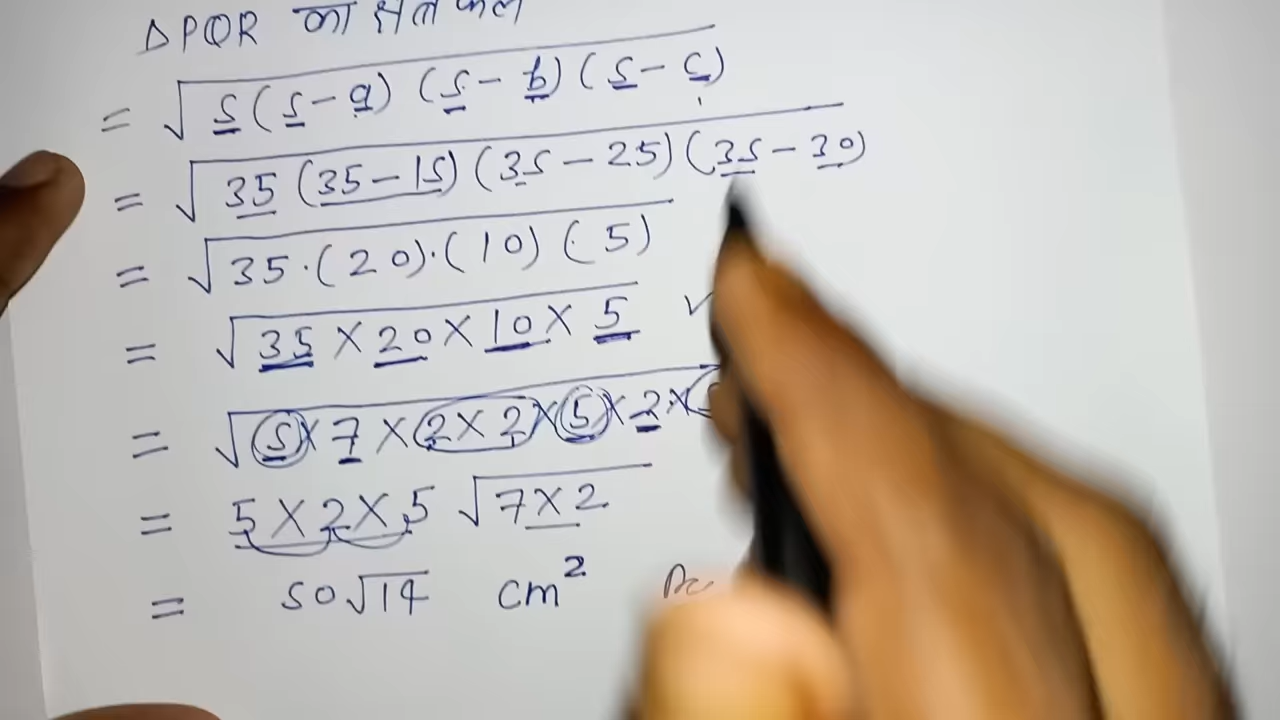 △PQR का क्षेत्रफल
= √s(s-a) (s-b) (s-c)
= √35 (35-15) (35-25) (35-30)
= √35·(20)·(10) (5)
= √35 × 20 × 10 × 5 ✓
= √5 × 7 × 2 × 2 × 5 × 2 ×
= 5 × 2 × 5 √7 × 2
= 50√14 cm²